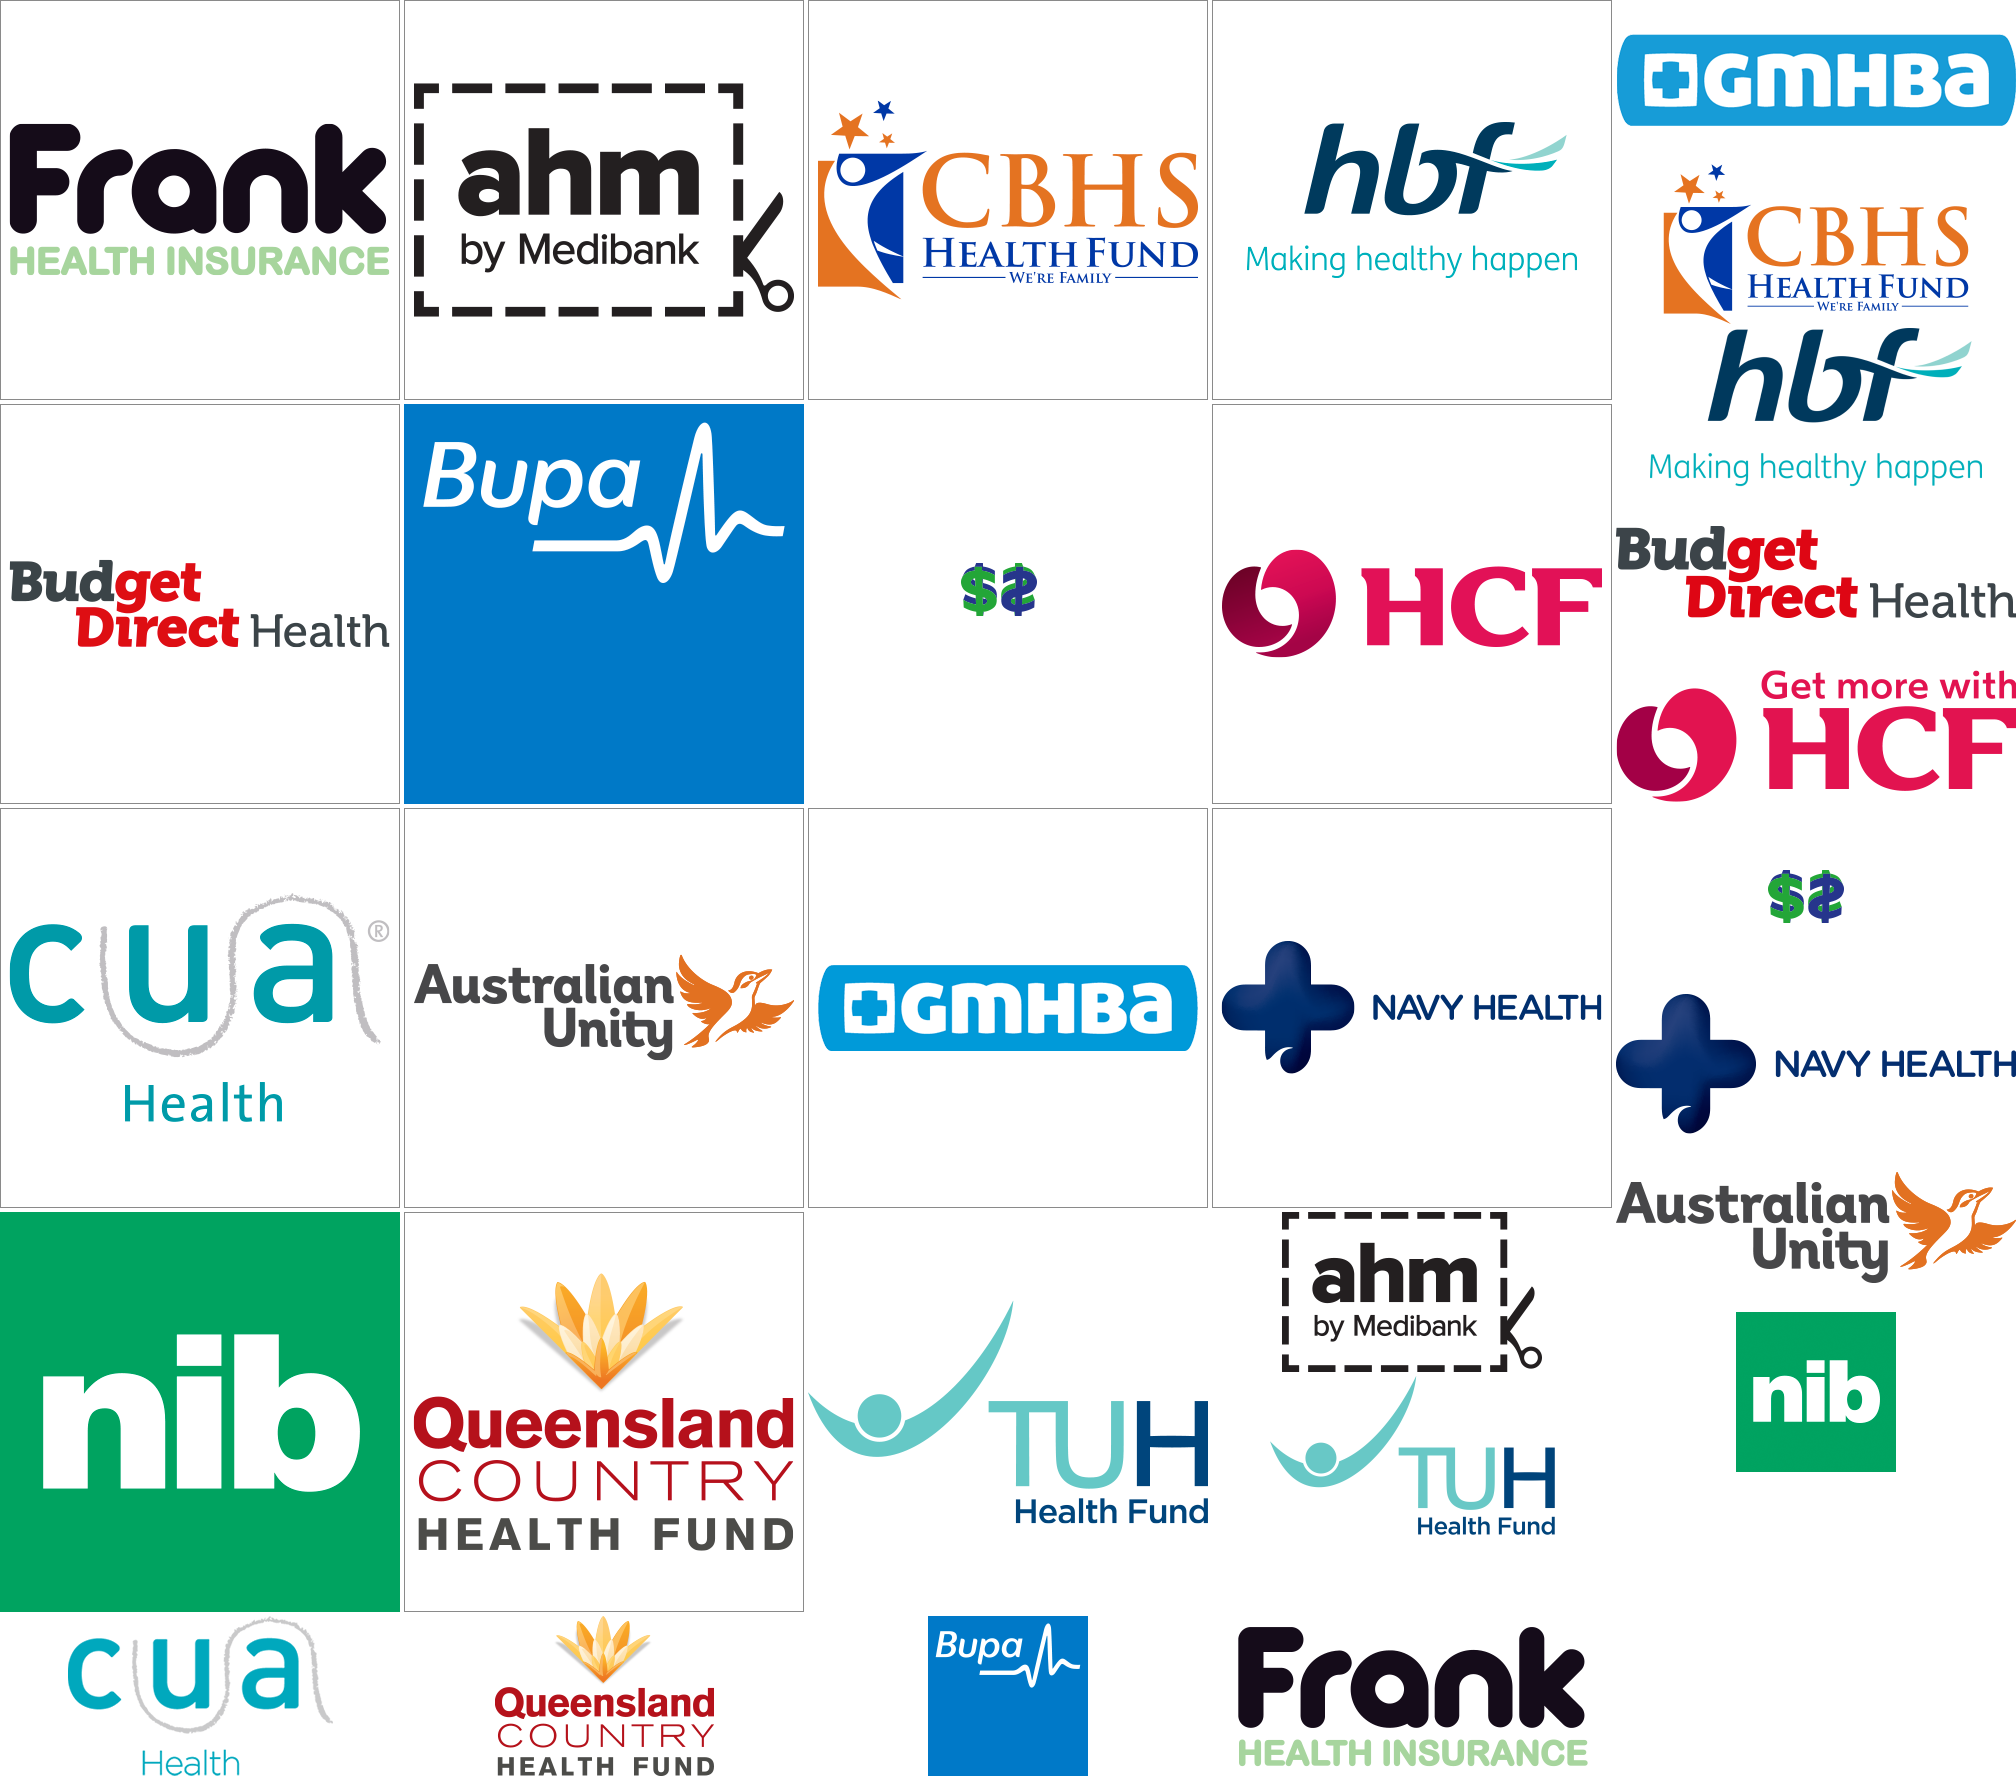 Frank
HEALTH INSURANCE
ahm
by Medibank
CBHS
HEALTH FUND
WE'RE FAMILY
hbf
Making healthy happen
GMHBa
CBHS
HEALTH FUND
WE'RE FAMILY
hbf
Making healthy happen
Budget
Direct Health
Bupa
$$
HCF
Budget
Direct Health
Get more with
HCF
cua®
Health
Australian
Unity
GMHBa
NAVY HEALTH
$$
NAVY HEALTH
Australian
Unity
nib
Queensland
COUNTRY
HEALTH FUND
TUH
Health Fund
ahm
by Medibank
TUH
Health Fund
nib
cua
Health
Queensland
COUNTRY
HEALTH FUND
Bupa
Frank
HEALTH INSURANCE